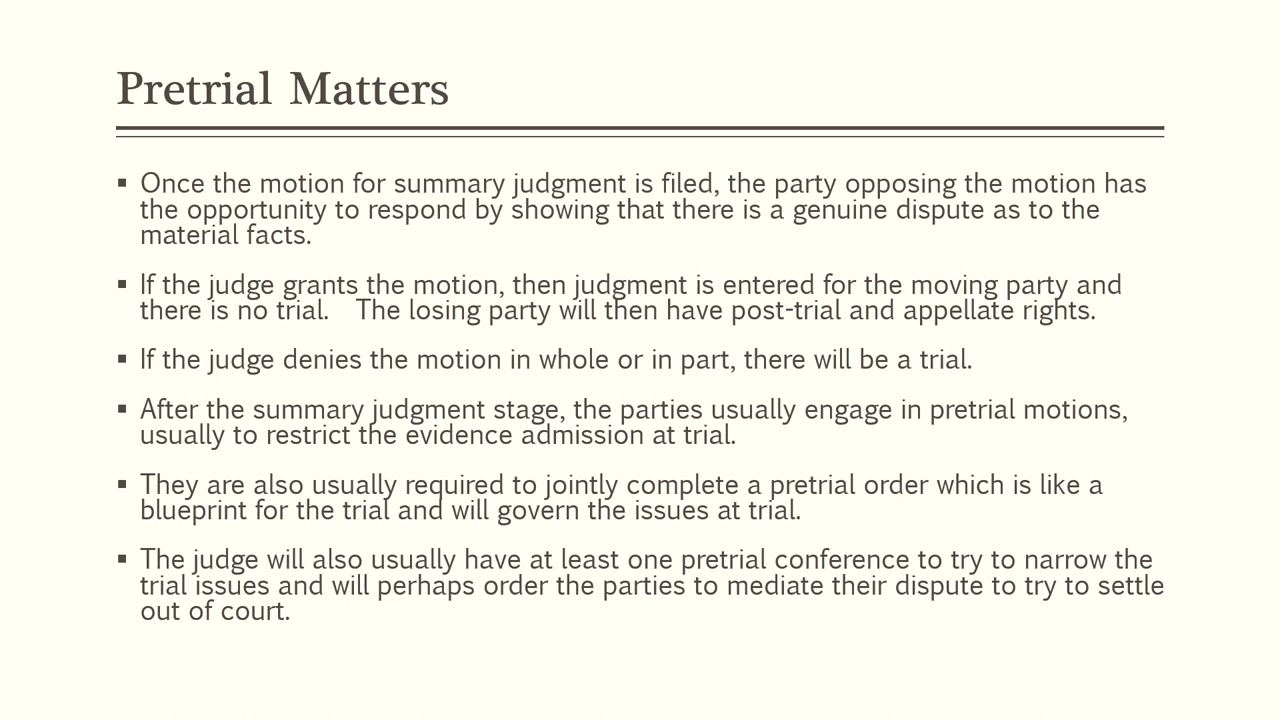 Pretrial Matters
▪ Once the motion for summary judgment is filed, the party opposing the motion has
the opportunity to respond by showing that there is a genuine dispute as to the
material facts.
▪ If the judge grants the motion, then judgment is entered for the moving party and
there is no trial.   The losing party will then have post-trial and appellate rights.
▪ If the judge denies the motion in whole or in part, there will be a trial.
▪ After the summary judgment stage, the parties usually engage in pretrial motions,
usually to restrict the evidence admission at trial.
▪ They are also usually required to jointly complete a pretrial order which is like a
blueprint for the trial and will govern the issues at trial.
▪ The judge will also usually have at least one pretrial conference to try to narrow the
trial issues and will perhaps order the parties to mediate their dispute to try to settle
out of court.